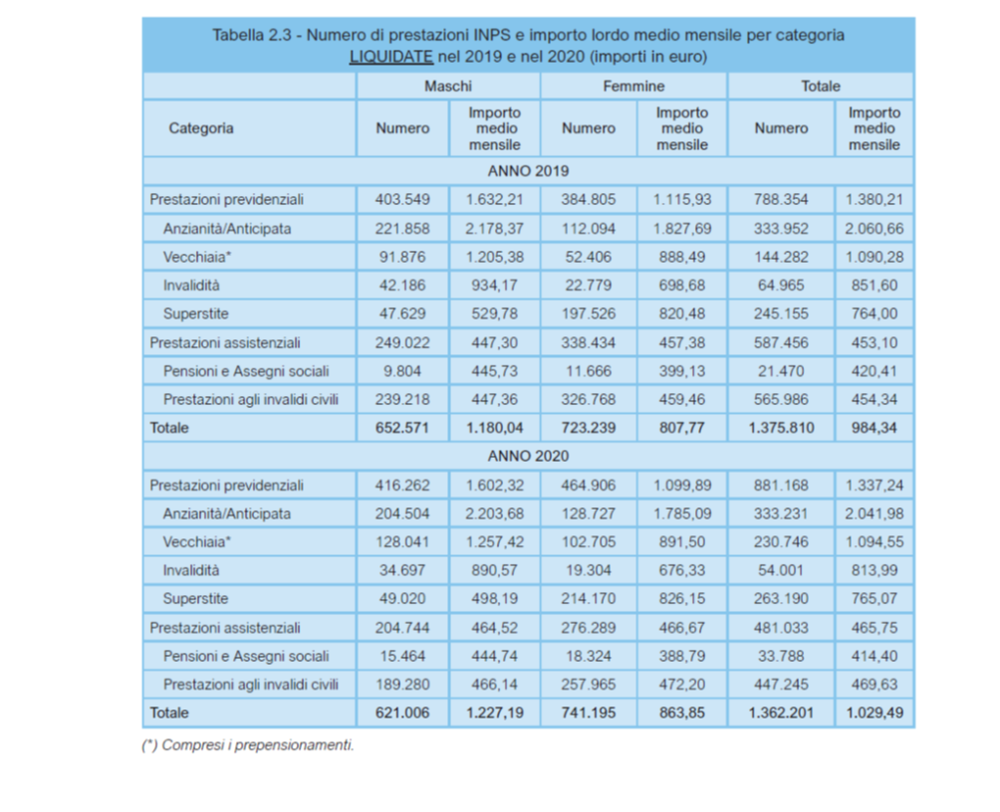 Tabella 2.3 - Numero di prestazioni INPS e importo lordo medio mensile per categoria
LIQUIDATE nel 2019 e nel 2020 (importi in euro)
Maschi Femmine Totale
Categoria Numero Importo medio mensile Numero Importo medio mensile Numero Importo medio mensile
ANNO 2019
Prestazioni previdenziali 403.549 1.632,21 384.805 1.115,93 788.354 1.380,21
Anzianità/Anticipata 221.858 2.178,37 112.094 1.827,69 333.952 2.060,66
Vecchiaia* 91.876 1.205,38 52.406 888,49 144.282 1.090,28
Invalidità 42.186 934,17 22.779 698,68 64.965 851,60
Superstite 47.629 529,78 197.526 820,48 245.155 764,00
Prestazioni assistenziali 249.022 447,30 338.434 457,38 587.456 453,10
Pensioni e Assegni sociali 9.804 445,73 11.666 399,13 21.470 420,41
Prestazioni agli invalidi civili 239.218 447,36 326.768 459,46 565.986 454,34
Totale 652.571 1.180,04 723.239 807,77 1.375.810 984,34
ANNO 2020
Prestazioni previdenziali 416.262 1.602,32 464.906 1.099,89 881.168 1.337,24
Anzianità/Anticipata 204.504 2.203,68 128.727 1.785,09 333.231 2.041,98
Vecchiaia* 128.041 1.257,42 102.705 891,50 230.746 1.094,55
Invalidità 34.697 890,57 19.304 676,33 54.001 813,99
Superstite 49.020 498,19 214.170 826,15 263.190 765,07
Prestazioni assistenziali 204.744 464,52 276.289 466,67 481.033 465,75
Pensioni e Assegni sociali 15.464 444,74 18.324 388,79 33.788 414,40
Prestazioni agli invalidi civili 189.280 466,14 257.965 472,20 447.245 469,63
Totale 621.006 1.227,19 741.195 863,85 1.362.201 1.029,49
(*) Compresi i prepensionamenti.